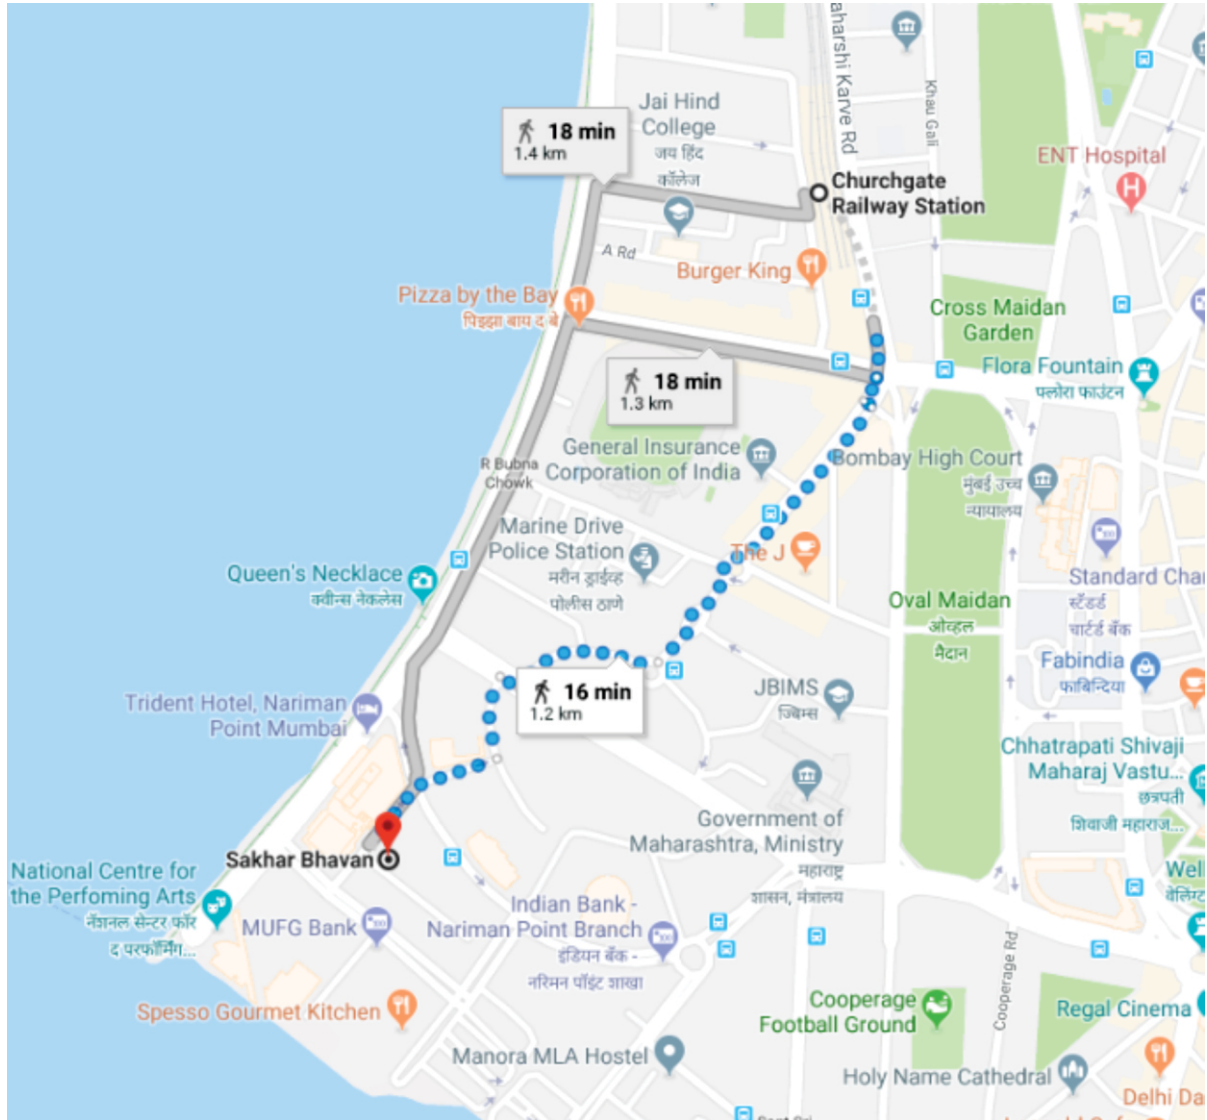 aharshi Karve Rd
Khau Gali
Jai Hind
College
जय हिंद
कॉलेज
18 min
1.4 km
ENT Hospital
H
Churchgate
Railway Station
A Rd
Burger King
Pizza by the Bay
पिझ्झा बाय द बे
Cross Maidan
Garden
Flora Fountain
फ्लोरा फाउंटन
18 min
1.3 km
General Insurance
Corporation of India
Bombay High Court
मुंबई उच्च
न्यायालय
R Bubna
Chowk
Marine Drive
Police Station
मरीन ड्राईव्ह
पोलीस ठाणे
The J
Standard Char
स्टँडर्ड
चार्टर्ड बँक
Queen's Necklace
क्वीन्स नेकलेस
Oval Maidan
ओव्हल
मैदान
Fabindia
फाबिन्दिया
16 min
1.2 km
JBIMS
ज्बिम्स
Trident Hotel, Nariman
Point Mumbai
Chhatrapati Shivaji
Maharaj Vastu...
छत्रपती
शिवाजी महाराज...
Government of
Maharashtra, Ministry
महाराष्ट्र
शासन, मंत्रालय
Sakhar Bhavan
National Centre for
the Perfoming Arts
नॅशनल सेन्टर फॉर
द परफॉर्मिंग...
Well
वेलिंग्ट
MUFG Bank
Indian Bank -
Nariman Point Branch
इंडियन बँक -
नरिमन पॉइंट शाखा
Cooperage Rd
Spesso Gourmet Kitchen
Cooperage
Football Ground
Regal Cinema
Manora MLA Hostel
Holy Name Cathedral
Delhi Da